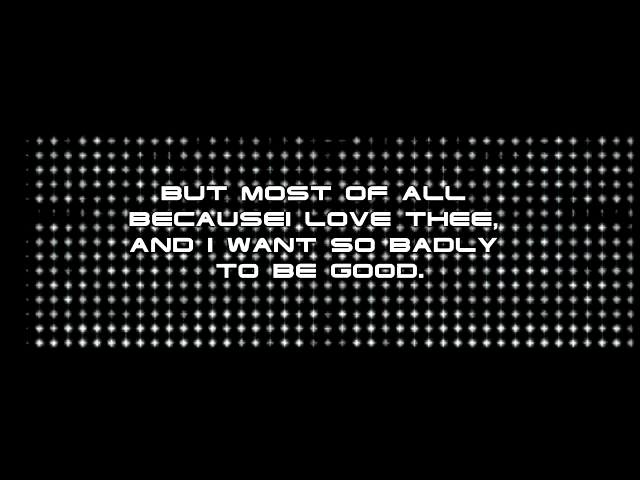 BUT MOST OF ALL
BECAUSEI LOVE THEE,
AND I WANT SO BADLY
TO BE GOOD.